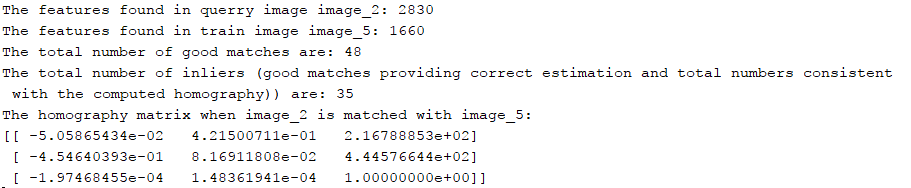 The features found in querry image image_2: 2830
The features found in train image image_5: 1660
The total number of good matches are: 48
The total number of inliers (good matches providing correct estimation and total numbers consistent
with the computed homography)) are: 35
The homography matrix when image_2 is matched with image_5:
[[ -5.05865434e-02 4.21500711e-01 2.16788853e+02]
[ -4.54640393e-01 8.16911808e-02 4.44576644e+02]
[ -1.97468455e-04 1.48361941e-04 1.00000000e+00]]